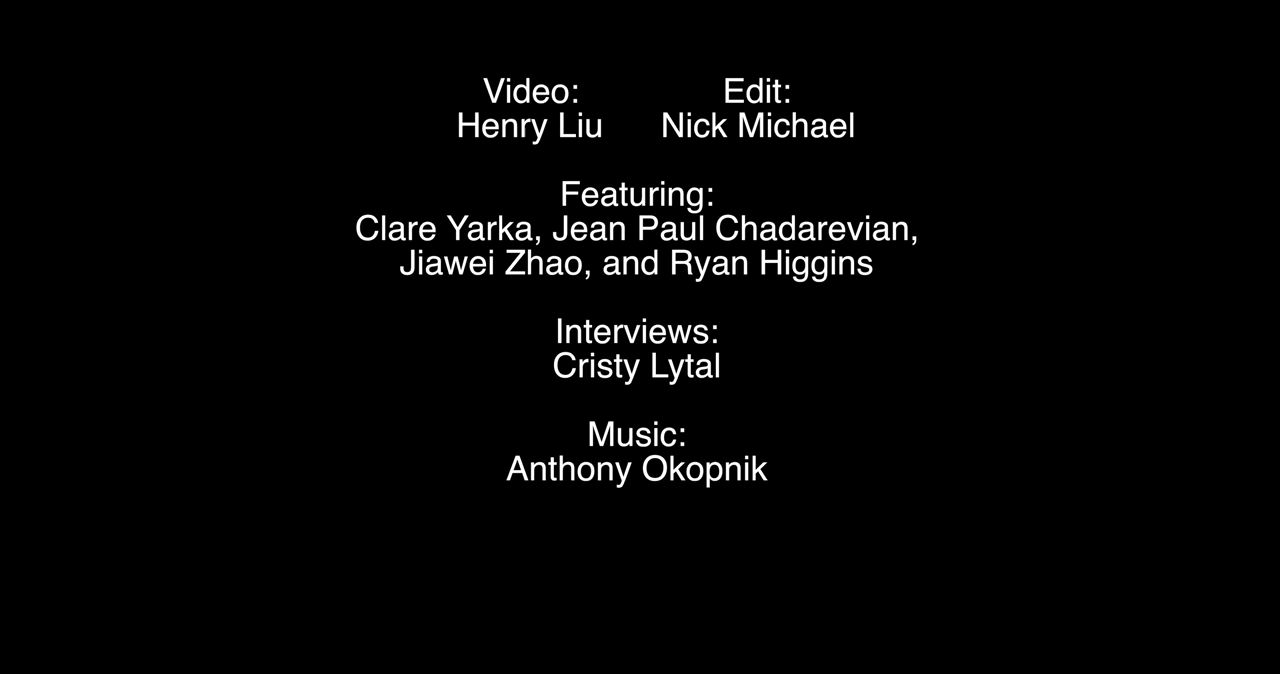 Video:
Henry Liu
Edit:
Nick Michael
Featuring:
Clare Yarka, Jean Paul Chadarevian,
Jiawei Zhao, and Ryan Higgins
Interviews:
Cristy Lytal
Music:
Anthony Okopnik